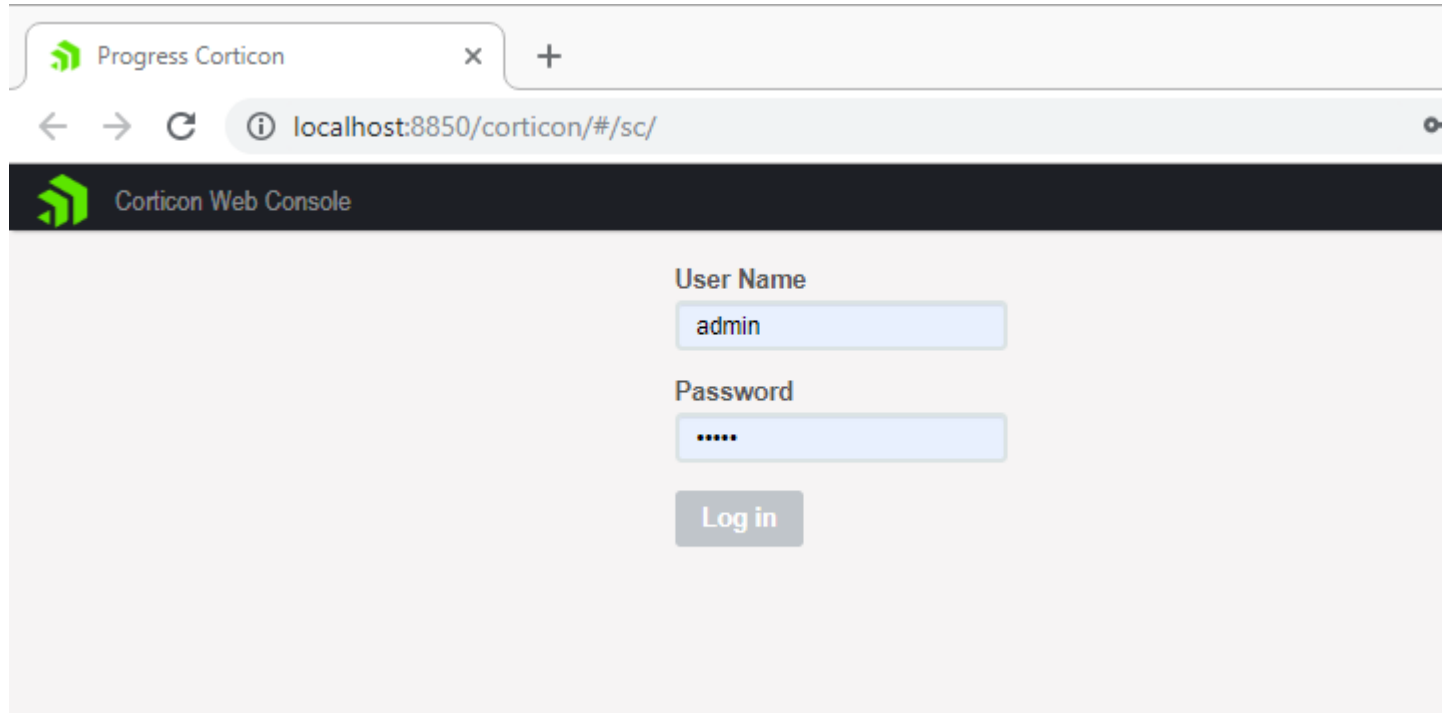 Progress Corticon
localhost:8850/corticon/#/sc/
Corticon Web Console
User Name
admin
Password
•••••
Log in